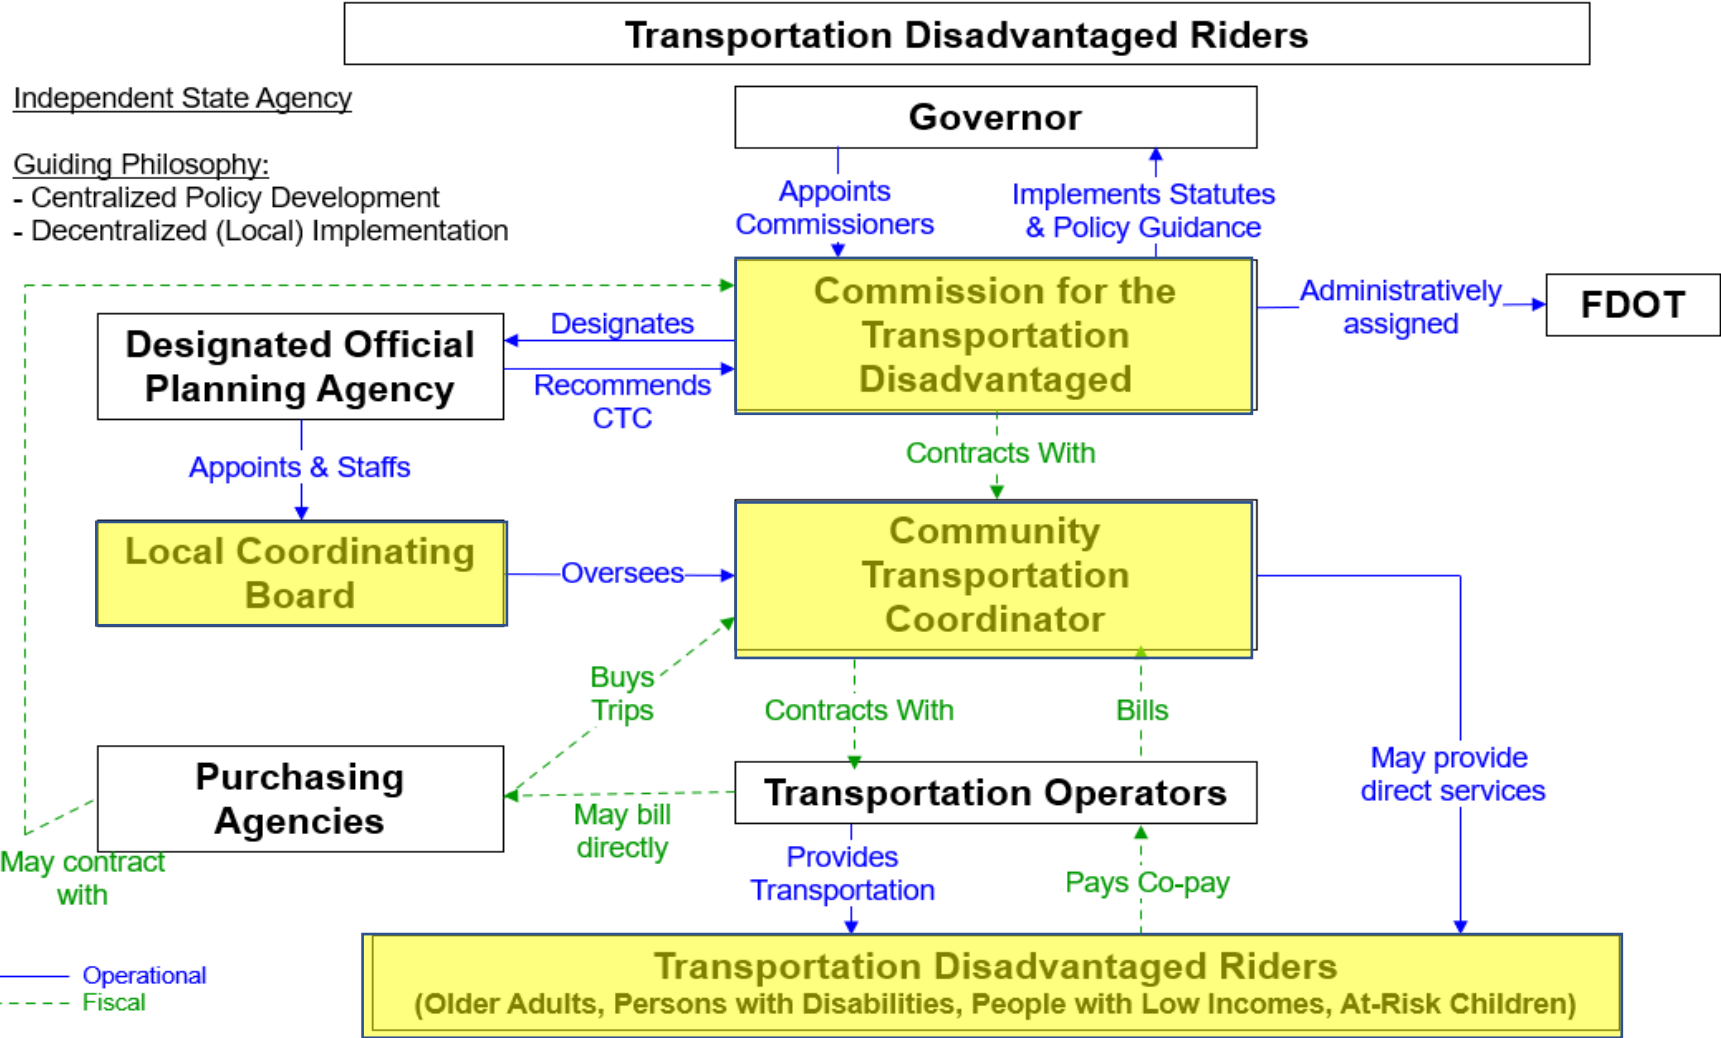 Transportation Disadvantaged Riders
Independent State Agency
Guiding Philosophy:
- Centralized Policy Development
- Decentralized (Local) Implementation
Governor
Appoints
Commissioners
Implements Statutes
& Policy Guidance
Commission for the
Transportation
Disadvantaged
Administratively
assigned
FDOT
Designated Official
Planning Agency
Designates
Recommends
CTC
Contracts With
Appoints & Staffs
Local Coordinating
Board
Oversees
Community
Transportation
Coordinator
Buys
Trips
Contracts With
Bills
May provide
direct services
Purchasing
Agencies
May bill
directly
Transportation Operators
May contract
with
Provides
Transportation
Pays Co-pay
Transportation Disadvantaged Riders
(Older Adults, Persons with Disabilities, People with Low Incomes, At-Risk Children)
Operational
Fiscal